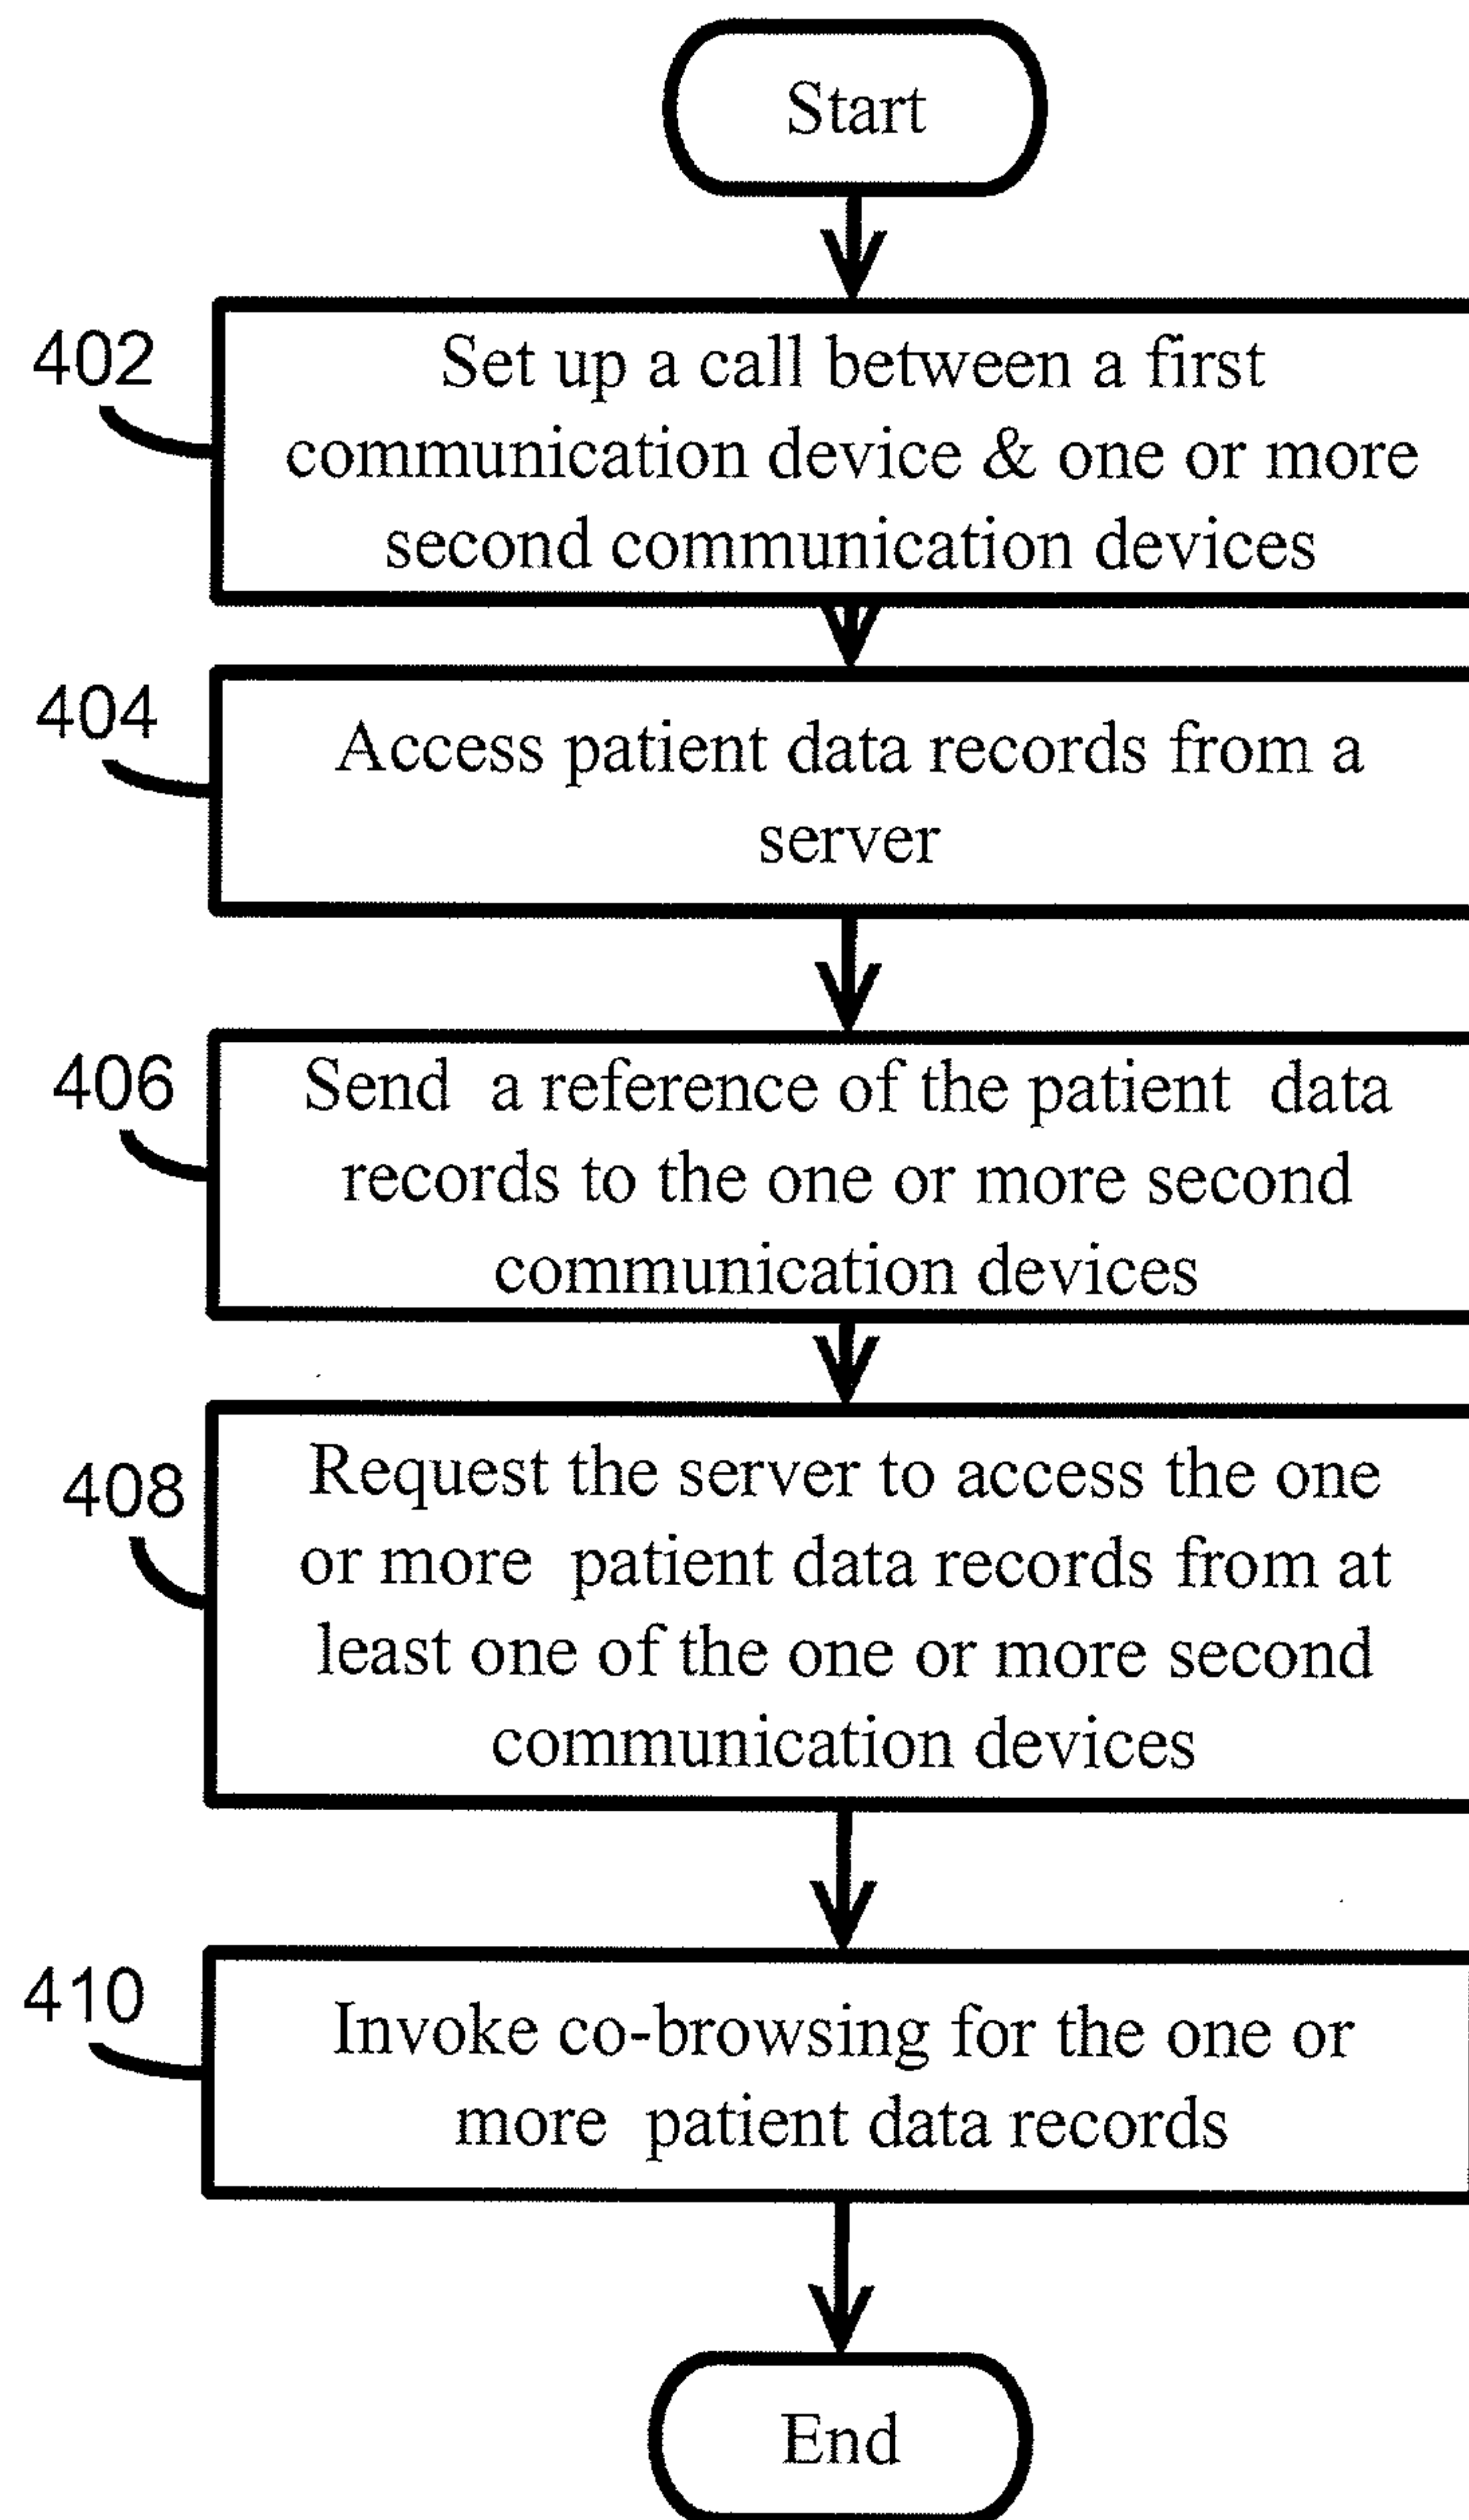 Start
402
Set up a call between a first
communication device & one or more
second communication devices
404
Access patient data records from a
server
406
Send a reference of the patient data
records to the one or more second
communication devices
408
Request the server to access the one
or more patient data records from at
least one of the one or more second
communication devices
410
Invoke co-browsing for the one or
more patient data records
End